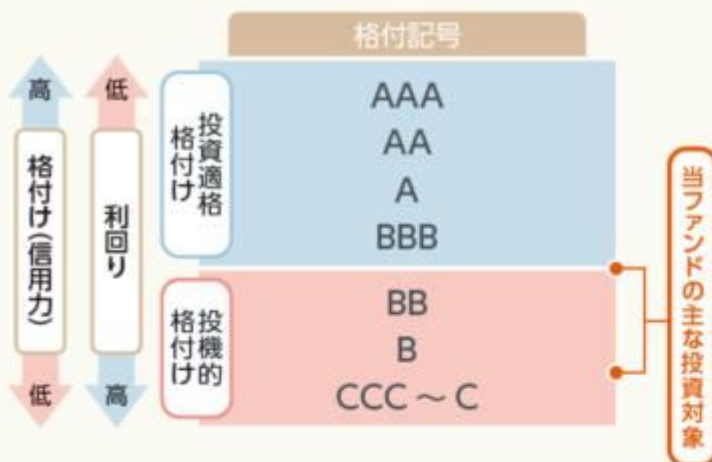 格付記号
高
格付け(信用力)
低
低
利回り
高
投資適格
格付け
AAA
AA
A
BBB
投機的
格付け
BB
B
CCC ～ C
当ファンドの主な投資対象